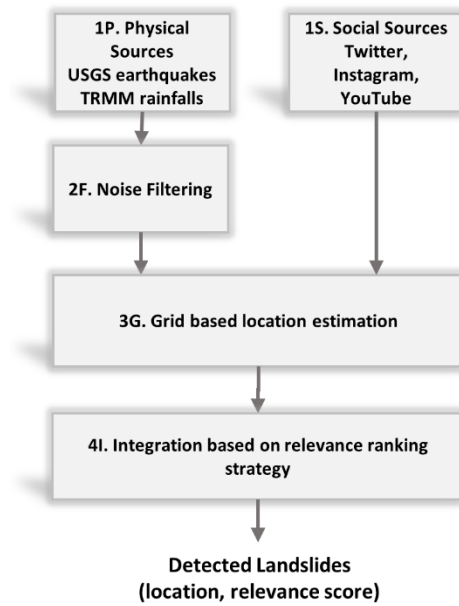 1P. Physical
Sources
USGS earthquakes
TRMM rainfalls
1S. Social Sources
Twitter,
Instagram,
YouTube
2F. Noise Filtering
3G. Grid based location estimation
4I. Integration based on relevance ranking
strategy
Detected Landslides
(location, relevance score)